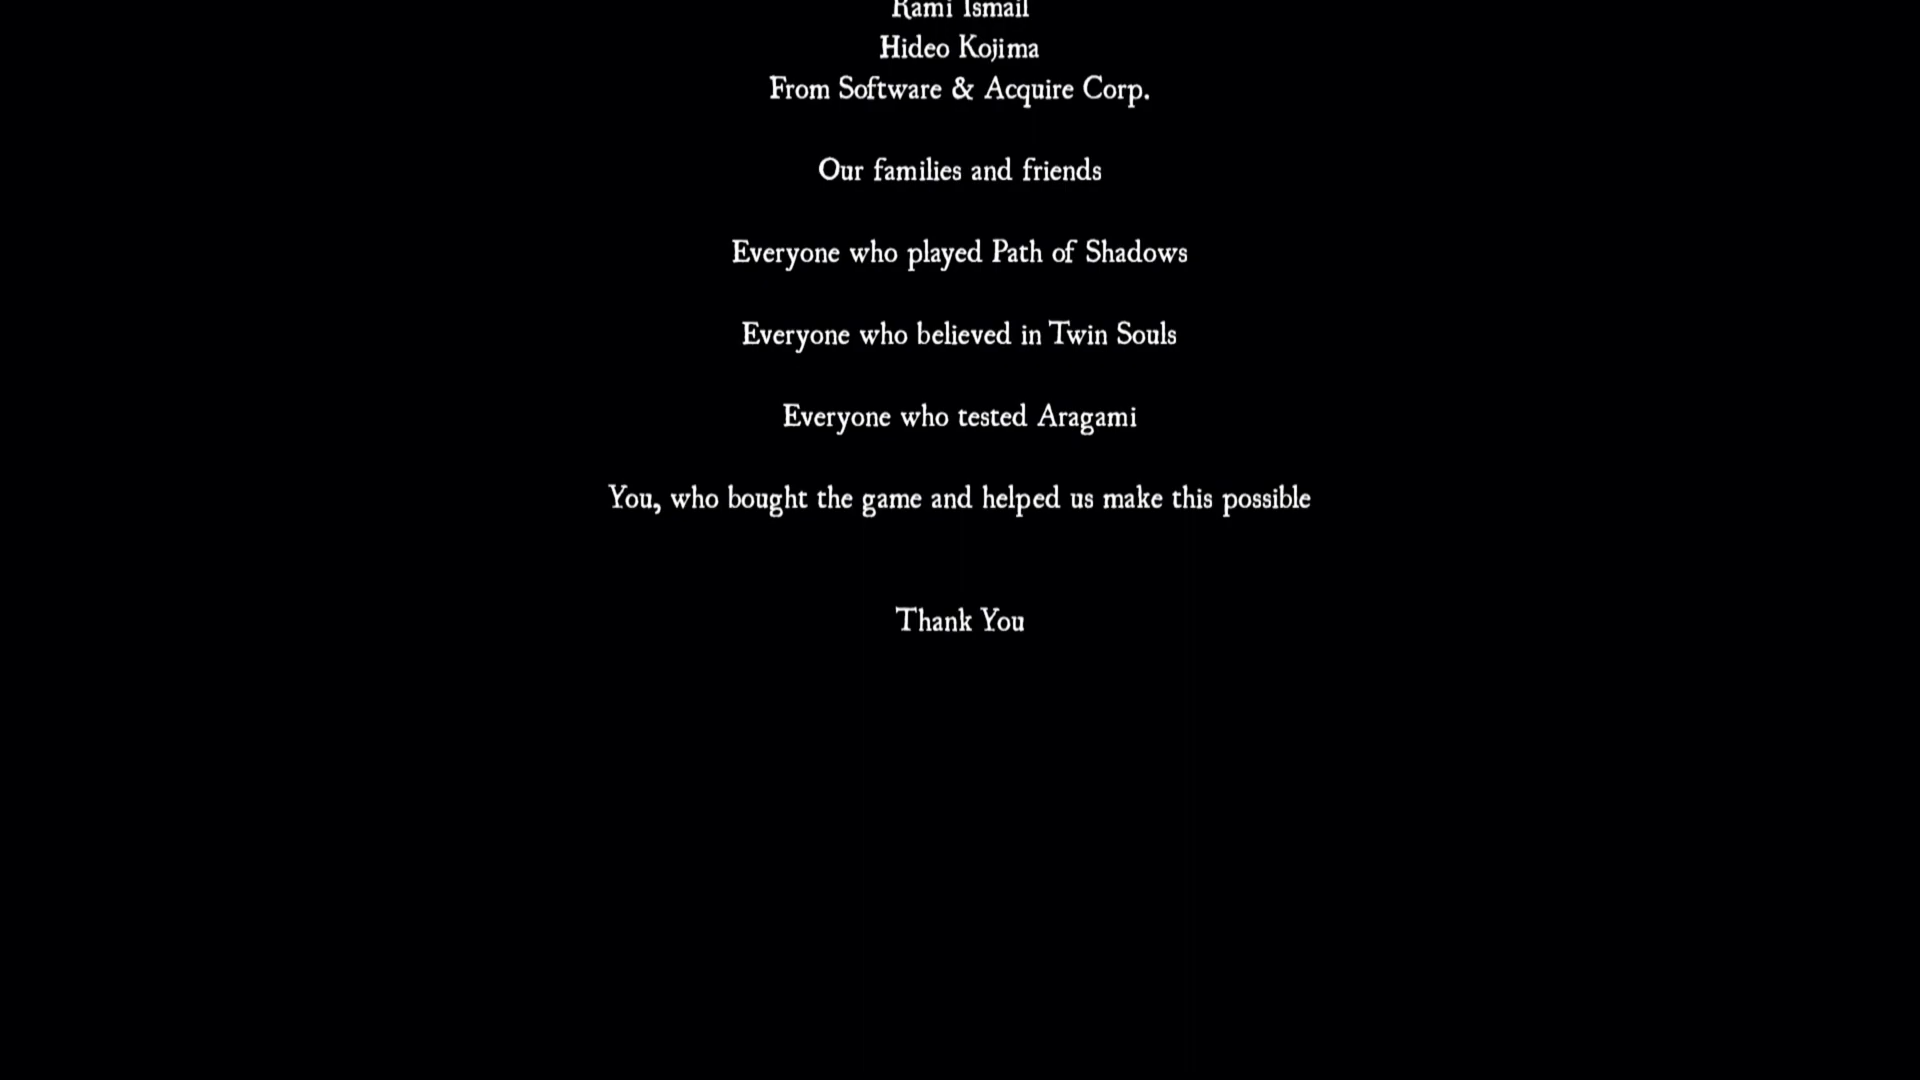 Rami Ismail
Hideo Kojima
From Software & Acquire Corp.
Our families and friends
Everyone who played Path of Shadows
Everyone who believed in Twin Souls
Everyone who tested Aragami
You, who bought the game and helped us make this possible
Thank You